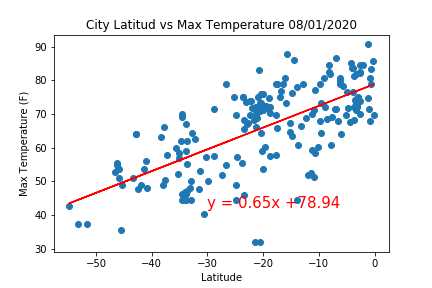 City Latitud vs Max Temperature 08/01/2020
Max Temperature (F)
90
80
70
60
50
40
30
y = 0.65x +78.94
−50 −40 −30 −20 −10 0
Latitude